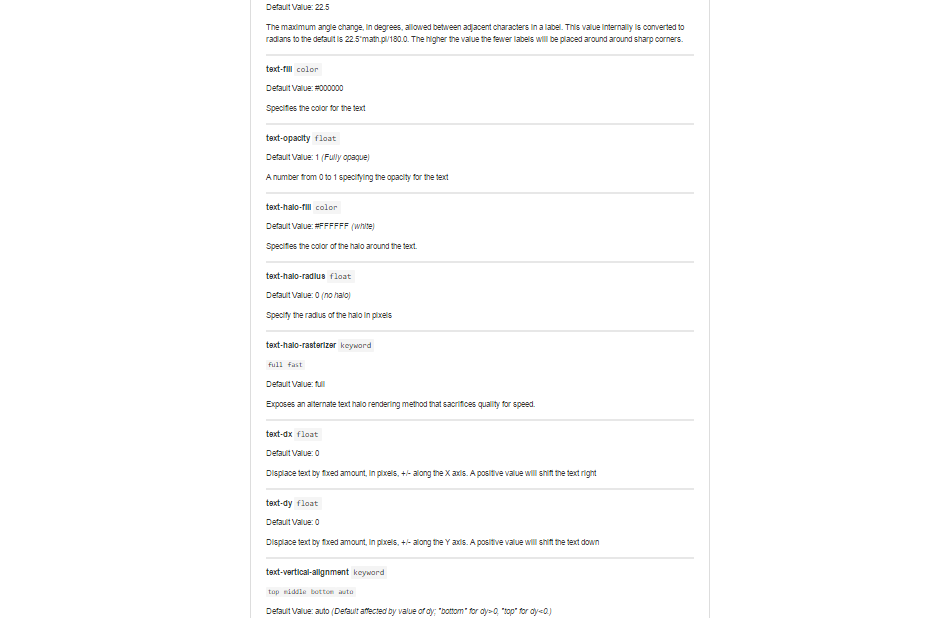 Default Value: 22.5
The maximum angle change, in degrees, allowed between adjacent characters in a label. This value internally is converted to
radians to the default is 22.5*math.pi/180.0. The higher the value the fewer labels will be placed around around sharp corners.
text-fill color
Default Value: #000000
Specifies the color for the text
text-opacity float
Default Value: 1 (Fully opaque)
A number from 0 to 1 specifying the opacity for the text
text-halo-fill color
Default Value: #FFFFFF (white)
Specifies the color of the halo around the text.
text-halo-radius float
Default Value: 0 (no halo)
Specify the radius of the halo in pixels
text-halo-rasterizer keyword
full fast
Default Value: full
Exposes an alternate text halo rendering method that sacrifices quality for speed.
text-dx float
Default Value: 0
Displace text by fixed amount, in pixels, +/- along the X axis. A positive value will shift the text right
text-dy float
Default Value: 0
Displace text by fixed amount, in pixels, +/- along the Y axis. A positive value will shift the text down
text-vertical-alignment keyword
top middle bottom auto
Default Value: auto (Default affected by value of dy; "bottom" for dy>0, "top" for dy<0.)